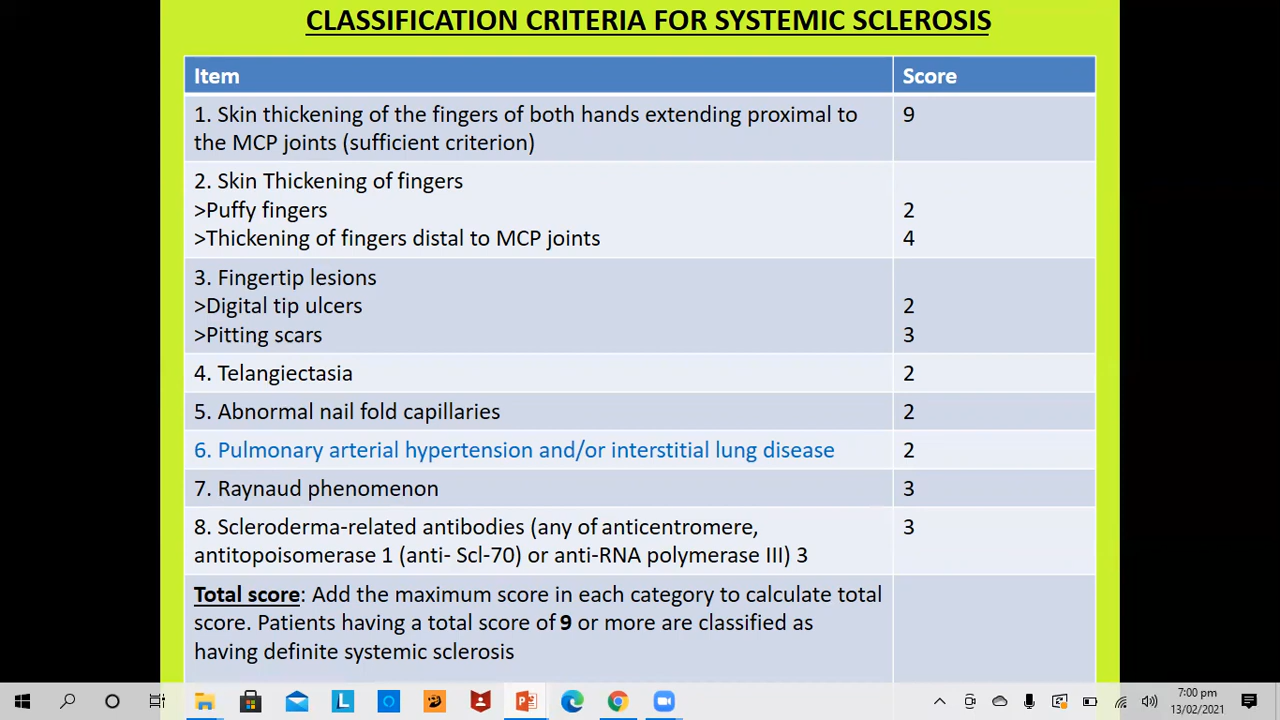 CLASSIFICATION CRITERIA FOR SYSTEMIC SCLEROSIS
Item Score
1. Skin thickening of the fingers of both hands extending proximal to 9
the MCP joints (sufficient criterion)
2. Skin Thickening of fingers
>Puffy fingers 2
>Thickening of fingers distal to MCP joints 4
3. Fingertip lesions
>Digital tip ulcers 2
>Pitting scars 3
4. Telangiectasia 2
5. Abnormal nail fold capillaries 2
6. Pulmonary arterial hypertension and/or interstitial lung disease 2
7. Raynaud phenomenon 3
8. Scleroderma-related antibodies (any of anticentromere, 3
antitopoisomerase 1 (anti- Scl-70) or anti-RNA polymerase III) 3
Total score: Add the maximum score in each category to calculate total
score. Patients having a total score of 9 or more are classified as
having definite systemic sclerosis
L
7:00 pm
13/02/2021